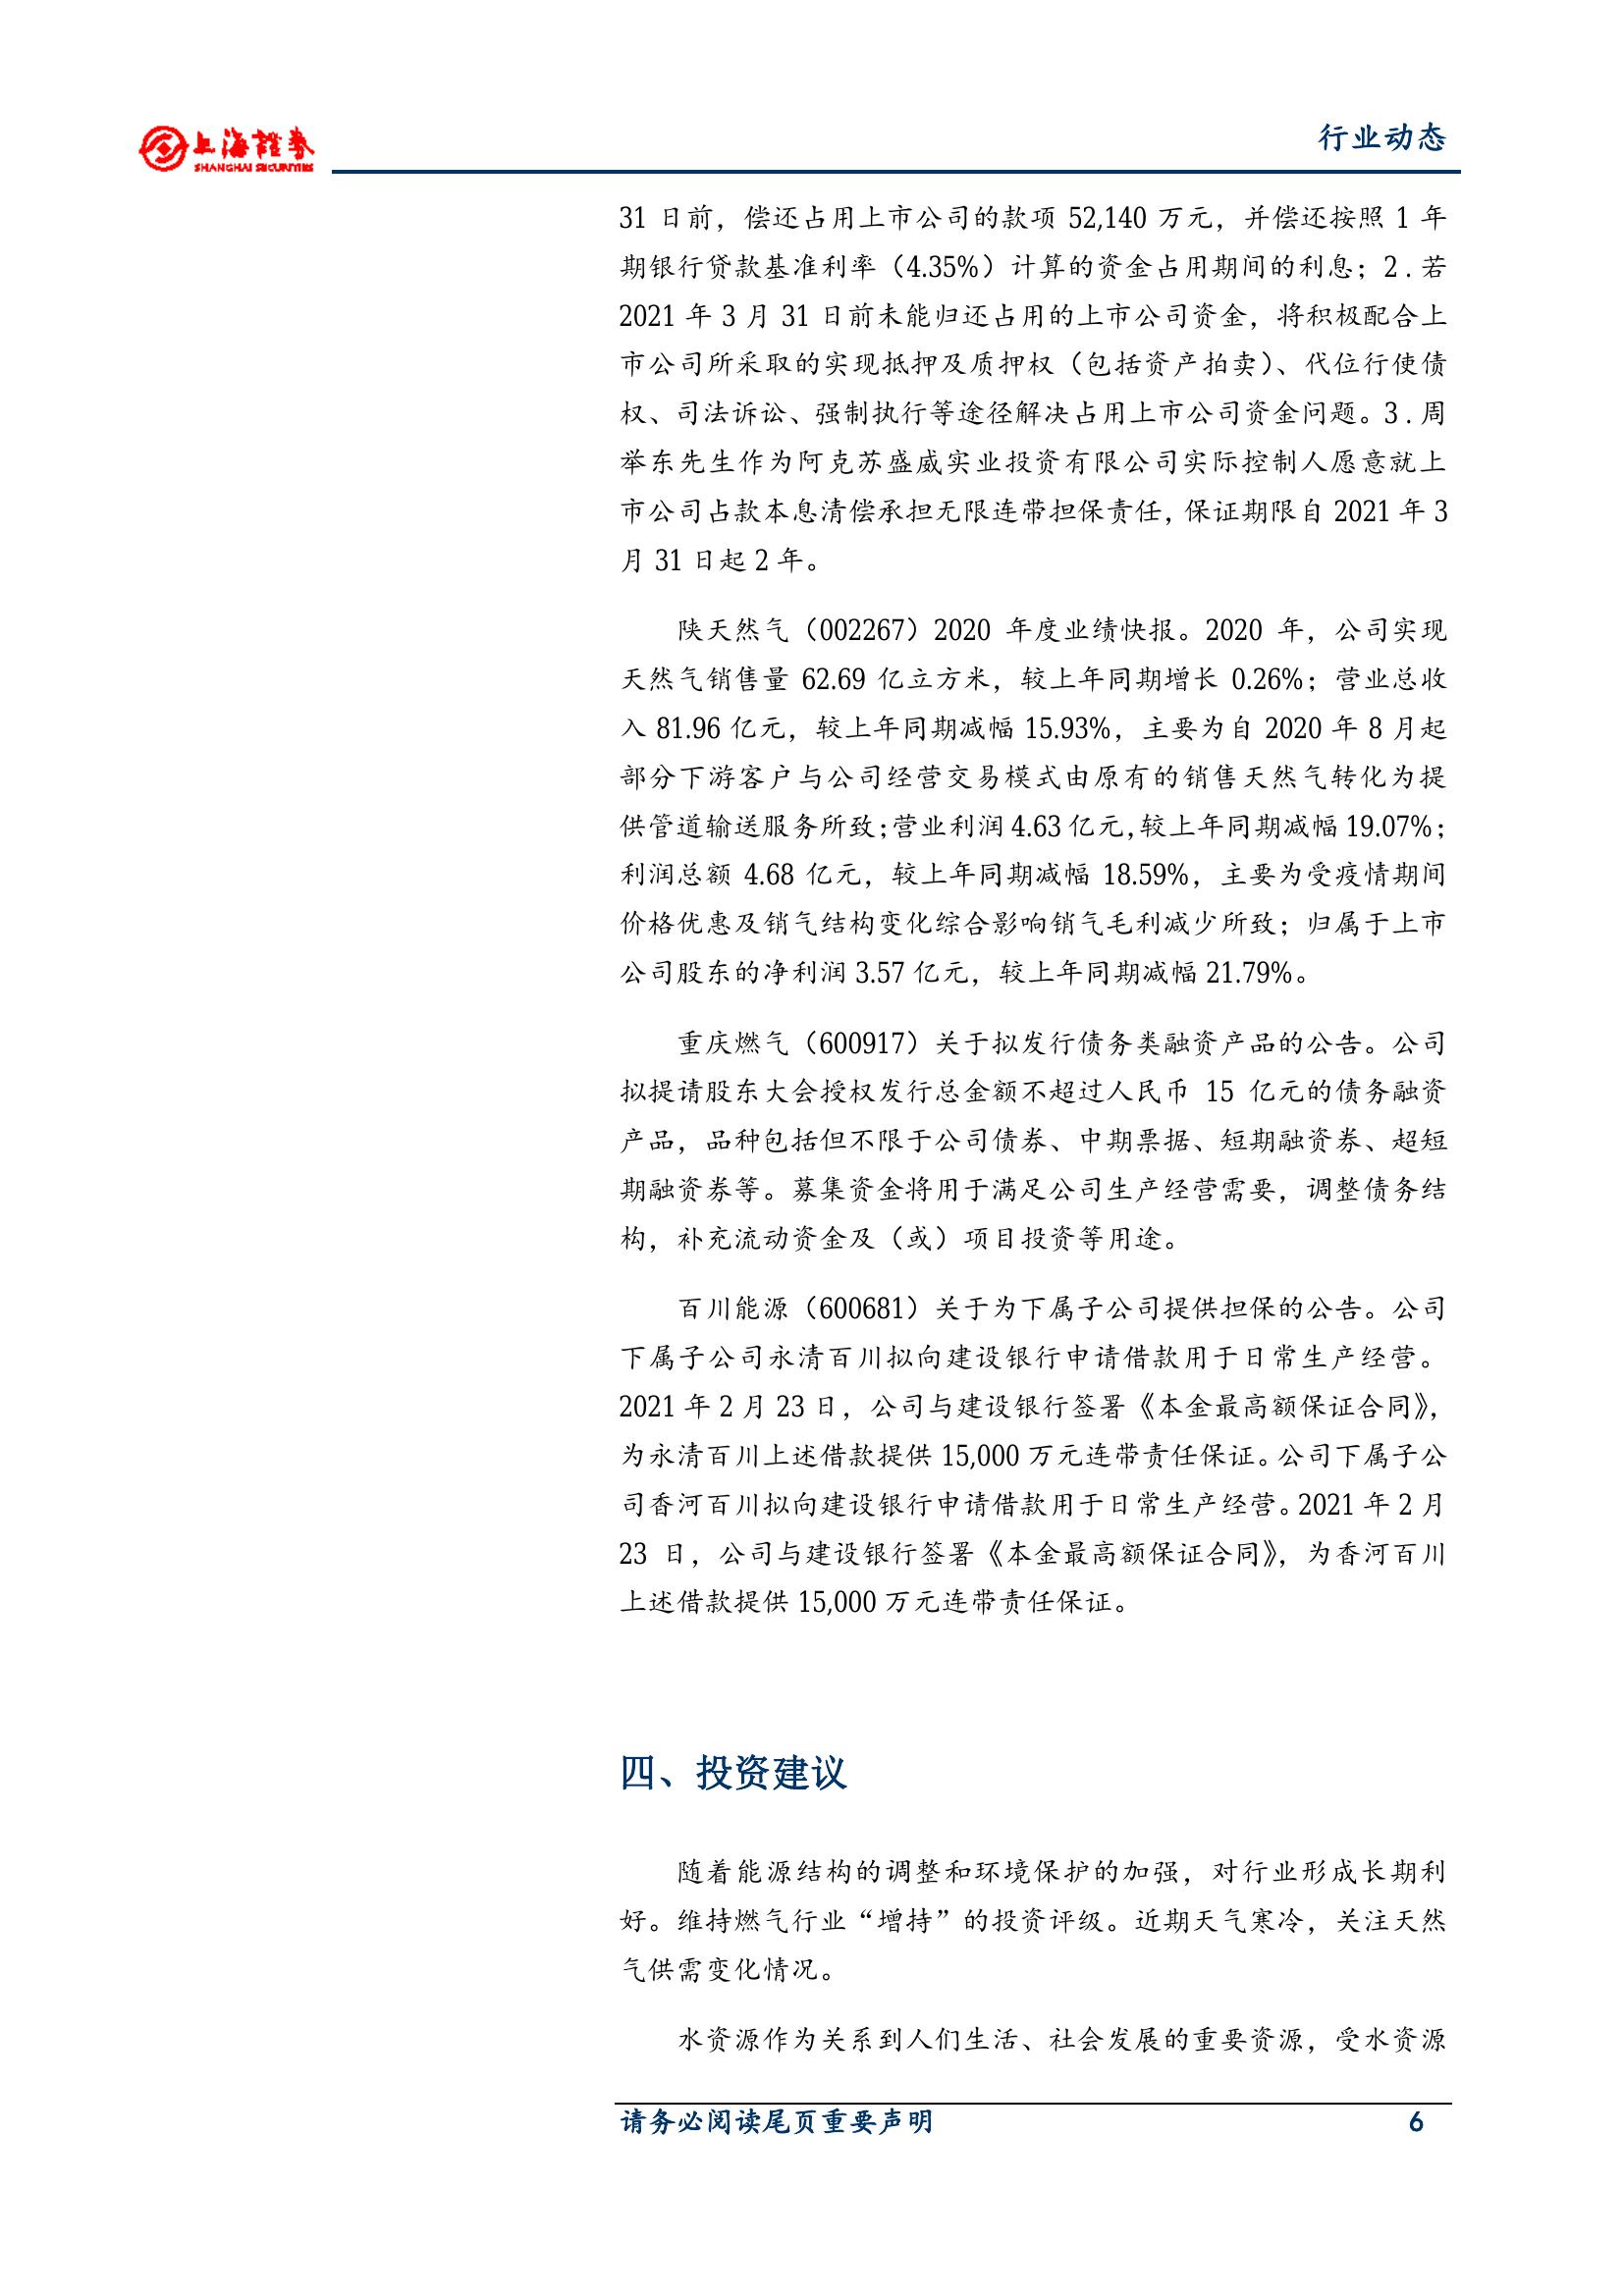 上海證券
SHANGHAI SECURITIES
行业动态
31 日前，偿还占用上市公司的款项 52,140 万元，并偿还按照 1 年
期银行贷款基准利率（4.35%）计算的资金占用期间的利息；2．若
2021 年 3 月 31 日前未能归还占用的上市公司资金，将积极配合上
市公司所采取的实现抵押及质押权（包括资产拍卖）、代位行使债
权、司法诉讼、强制执行等途径解决占用上市公司资金问题。3．周
举东先生作为阿克苏盛威实业投资有限公司实际控制人愿意就上
市公司占款本息清偿承担无限连带担保责任，保证期限自 2021 年 3
月 31 日起 2 年。
陕天然气（002267）2020 年度业绩快报。2020 年，公司实现
天然气销售量 62.69 亿立方米，较上年同期增长 0.26%；营业总收
入 81.96 亿元，较上年同期减幅 15.93%，主要为自 2020 年 8 月起
部分下游客户与公司经营交易模式由原有的销售天然气转化为提
供管道输送服务所致；营业利润 4.63 亿元，较上年同期减幅 19.07%；
利润总额 4.68 亿元，较上年同期减幅 18.59%，主要为受疫情期间
价格优惠及销气结构变化综合影响销气毛利减少所致；归属于上市
公司股东的净利润 3.57 亿元，较上年同期减幅 21.79%。
重庆燃气（600917）关于拟发行债务类融资产品的公告。公司
拟提请股东大会授权发行总金额不超过人民币 15 亿元的债务融资
产品，品种包括但不限于公司债券、中期票据、短期融资券、超短
期融资券等。募集资金将用于满足公司生产经营需要，调整债务结
构，补充流动资金及（或）项目投资等用途。
百川能源（600681）关于为下属子公司提供担保的公告。公司
下属子公司永清百川拟向建设银行申请借款用于日常生产经营。
2021 年 2 月 23 日，公司与建设银行签署《本金最高额保证合同》，
为永清百川上述借款提供 15,000 万元连带责任保证。公司下属子公
司香河百川拟向建设银行申请借款用于日常生产经营。2021 年 2 月
23 日，公司与建设银行签署《本金最高额保证合同》，为香河百川
上述借款提供 15,000 万元连带责任保证。
四、投资建议
随着能源结构的调整和环境保护的加强，对行业形成长期利
好。维持燃气行业“增持”的投资评级。近期天气寒冷，关注天然
气供需变化情况。
水资源作为关系到人们生活、社会发展的重要资源，受水资源
请务必阅读尾页重要声明 6